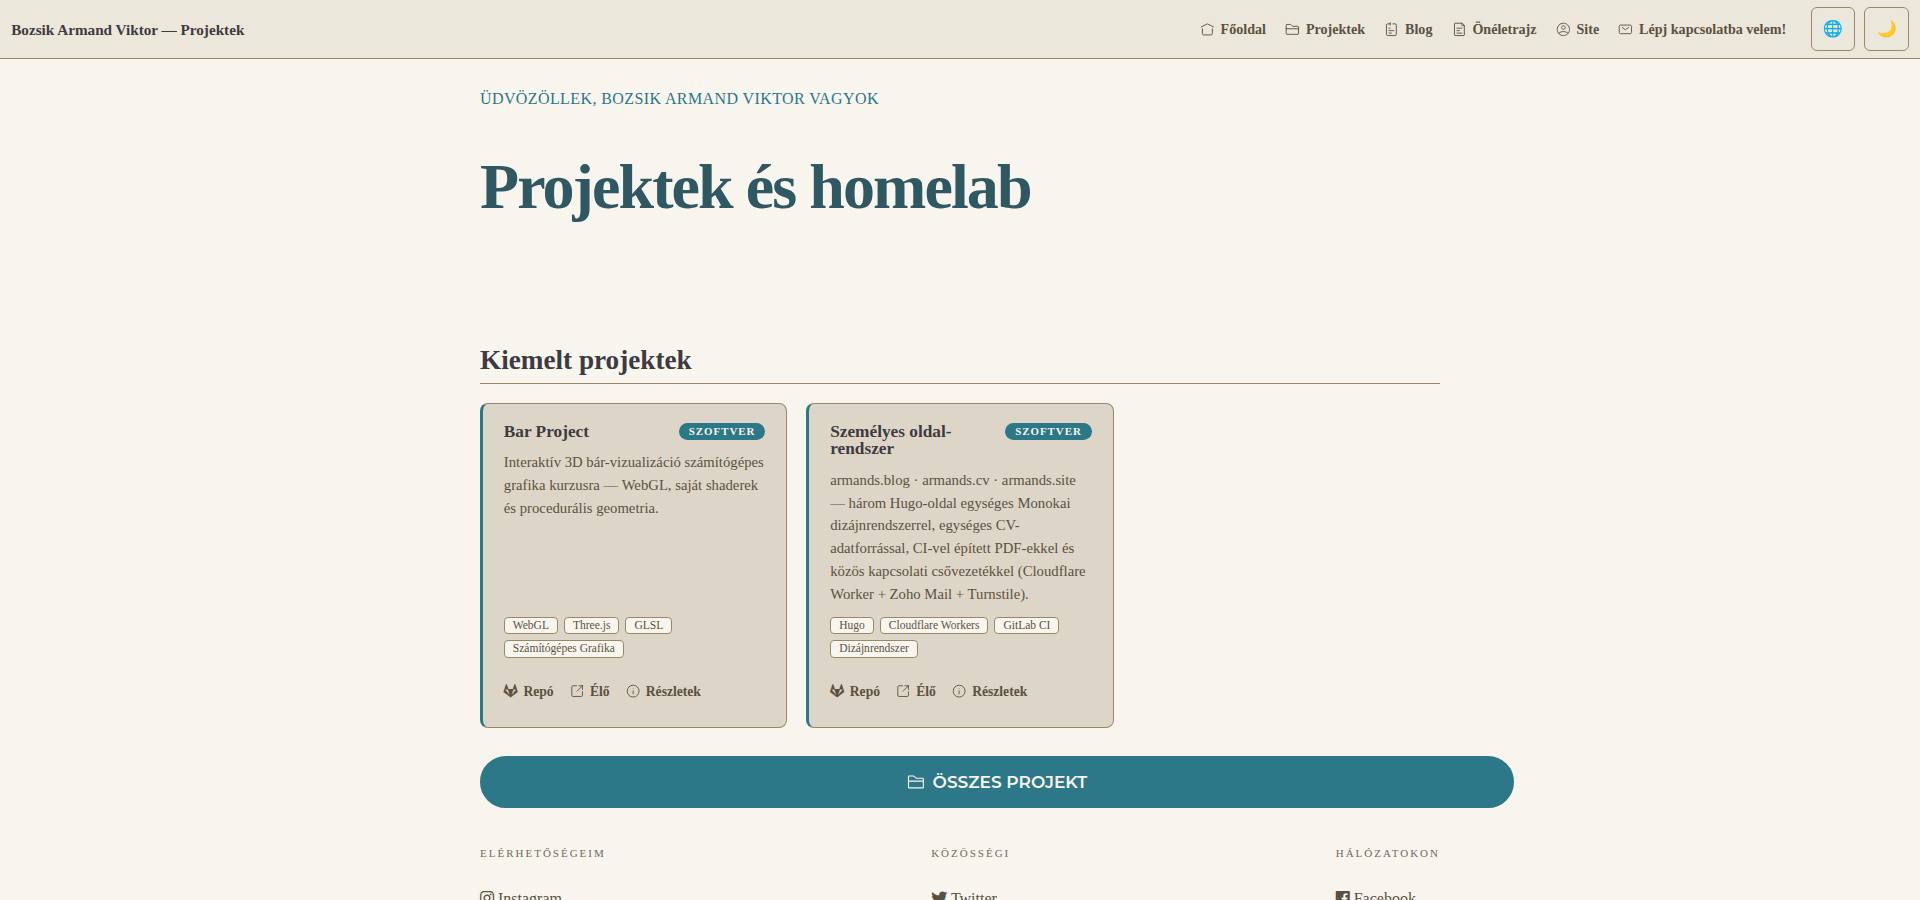 Bozsik Armand Viktor — Projektek
Főoldal
Projektek
Blog
Önéletrajz
Site
Lépj kapcsolatba velem!
ÜDVÖZÖLLEK, BOZSIK ARMAND VIKTOR VAGYOK
Projektek és homelab
Kiemelt projektek
Bar Project
SZOFTVER
Interaktív 3D bár-vizualizáció számítógépes
grafika kurzusra — WebGL, saját shaderek
és procedurális geometria.
WebGL
Three.js
GLSL
Számítógépes Grafika
Repó
Élő
Részletek
Személyes oldal-
rendszer
SZOFTVER
armands.blog · armands.cv · armands.site
— három Hugo-oldal egységes Monokai
dizájnrendszerrel, egységes CV-
adatforrással, CI-vel épített PDF-ekkel és
közös kapcsolati csővezetékkel (Cloudflare
Worker + Zoho Mail + Turnstile).
Hugo
Cloudflare Workers
GitLab CI
Dizájnrendszer
Repó
Élő
Részletek
ÖSSZES PROJEKT
ELÉRHETŐSÉGEIM
KÖZÖSSÉGI
HÁLÓZATOKON
Instagram
Twitter
Facebook